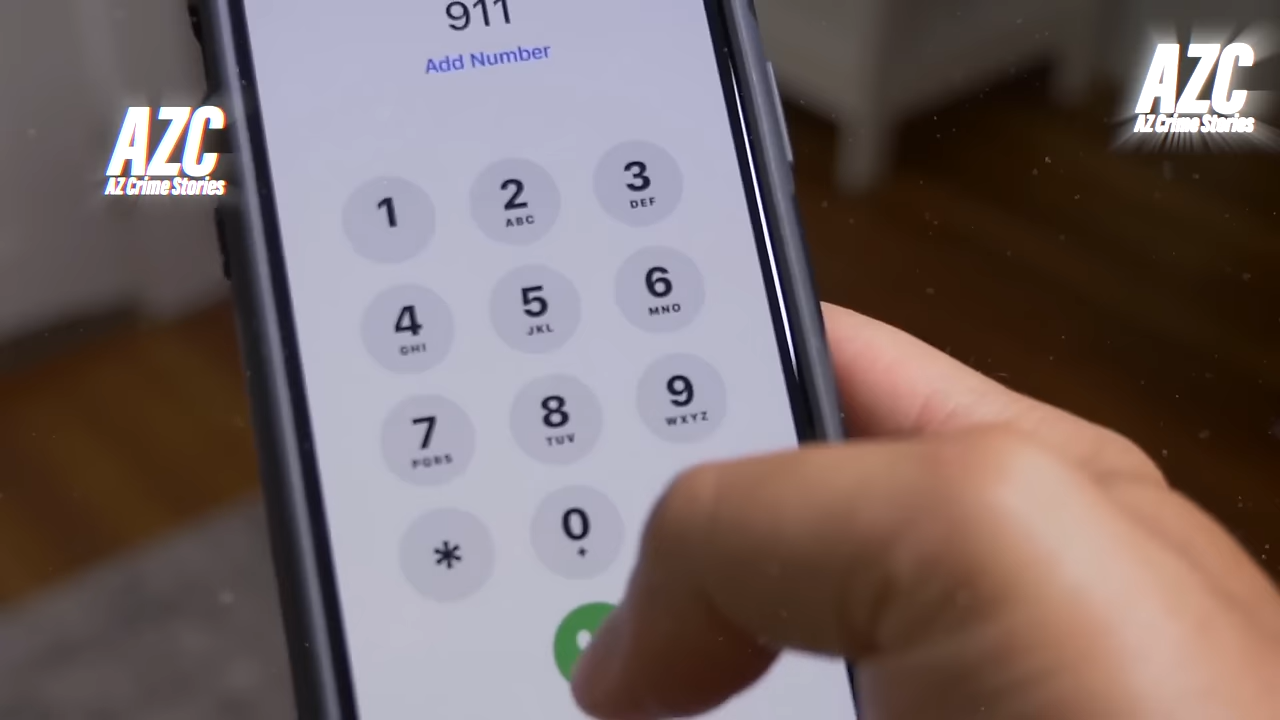 911
Add Number
AZC
AZ Crime Stories
AZC
AZ Crime Stories
1
2
ABC
3
DEF
4
GHI
5
JKL
6
MNO
7
PQRS
8
TUV
9
WXYZ
*
0
+